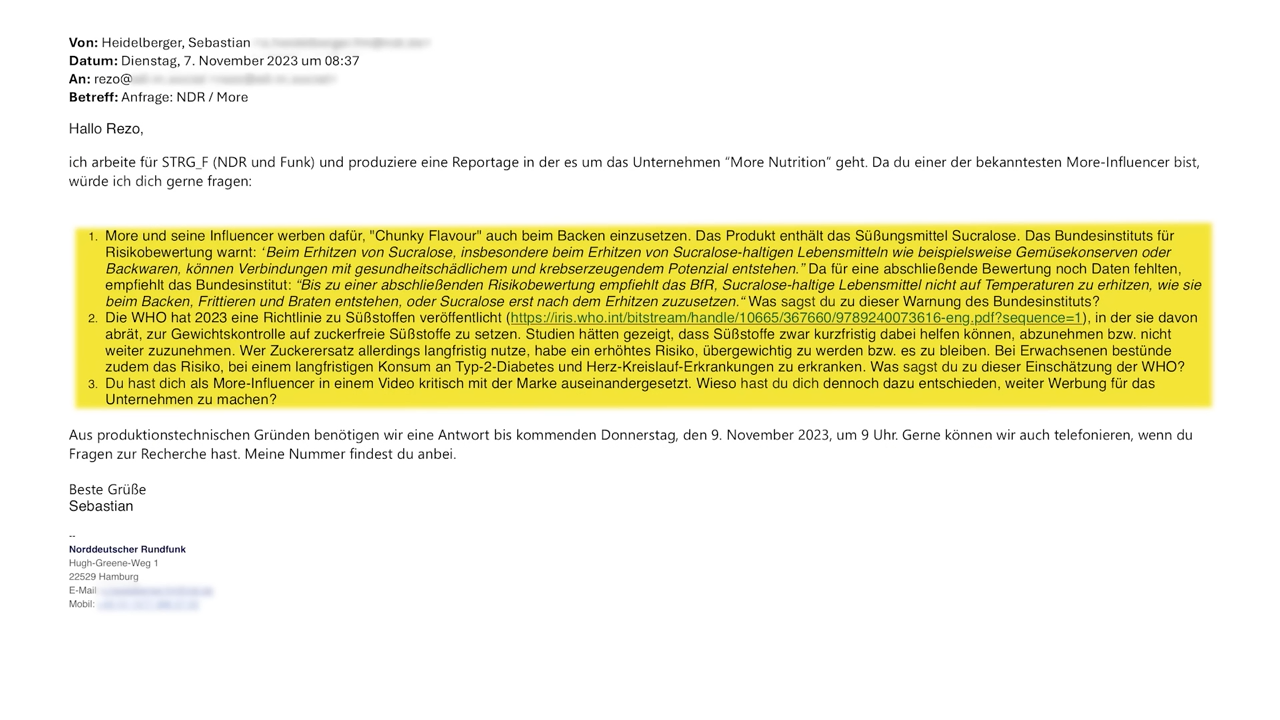 Von: Heidelberger, Sebastian
Datum: Dienstag, 7. November 2023 um 08:37
An: rezo@
Betreff: Anfrage: NDR / More
Hallo Rezo,
ich arbeite für STRG_F (NDR und Funk) und produziere eine Reportage in der es um das Unternehmen “More Nutrition” geht. Da du einer der bekanntesten More-Influencer bist,
würde ich dich gerne fragen:
1. More und seine Influencer werben dafür, "Chunky Flavour" auch beim Backen einzusetzen. Das Produkt enthält das Süßungsmittel Sucralose. Das Bundesinstituts für
Risikobewertung warnt: ‘Beim Erhitzen von Sucralose, insbesondere beim Erhitzen von Sucralose-haltigen Lebensmitteln wie beispielsweise Gemüsekonserven oder
Backwaren, können Verbindungen mit gesundheitschädlichem und krebserzeugendem Potenzial entstehen.” Da für eine abschließende Bewertung noch Daten fehlten,
empfiehlt das Bundesinstitut: “Bis zu einer abschließenden Risikobewertung empfiehlt das BfR, Sucralose-haltige Lebensmittel nicht auf Temperaturen zu erhitzen, wie sie
beim Backen, Frittieren und Braten entstehen, oder Sucralose erst nach dem Erhitzen zuzusetzen.“ Was sagst du zu dieser Warnung des Bundesinstituts?
2. Die WHO hat 2023 eine Richtlinie zu Süßstoffen veröffentlicht (https://iris.who.int/bitstream/handle/10665/367660/9789240073616-eng.pdf?sequence=1), in der sie davon
abrät, zur Gewichtskontrolle auf zuckerfreie Süßstoffe zu setzen. Studien hätten gezeigt, dass Süßstoffe zwar kurzfristig dabei helfen können, abzunehmen bzw. nicht
weiter zuzunehmen. Wer Zuckerersatz allerdings langfristig nutze, habe ein erhöhtes Risiko, übergewichtig zu werden bzw. es zu bleiben. Bei Erwachsenen bestünde
zudem das Risiko, bei einem langfristigen Konsum an Typ-2-Diabetes und Herz-Kreislauf-Erkrankungen zu erkranken. Was sagst du zu dieser Einschätzung der WHO?
3. Du hast dich als More-Influencer in einem Video kritisch mit der Marke auseinandergesetzt. Wieso hast du dich dennoch dazu entschieden, weiter Werbung für das
Unternehmen zu machen?
Aus produktionstechnischen Gründen benötigen wir eine Antwort bis kommenden Donnerstag, den 9. November 2023, um 9 Uhr. Gerne können wir auch telefonieren, wenn du
Fragen zur Recherche hast. Meine Nummer findest du anbei.
Beste Grüße
Sebastian
--
Norddeutscher Rundfunk
Hugh-Greene-Weg 1
22529 Hamburg
E-Mail
Mobil: